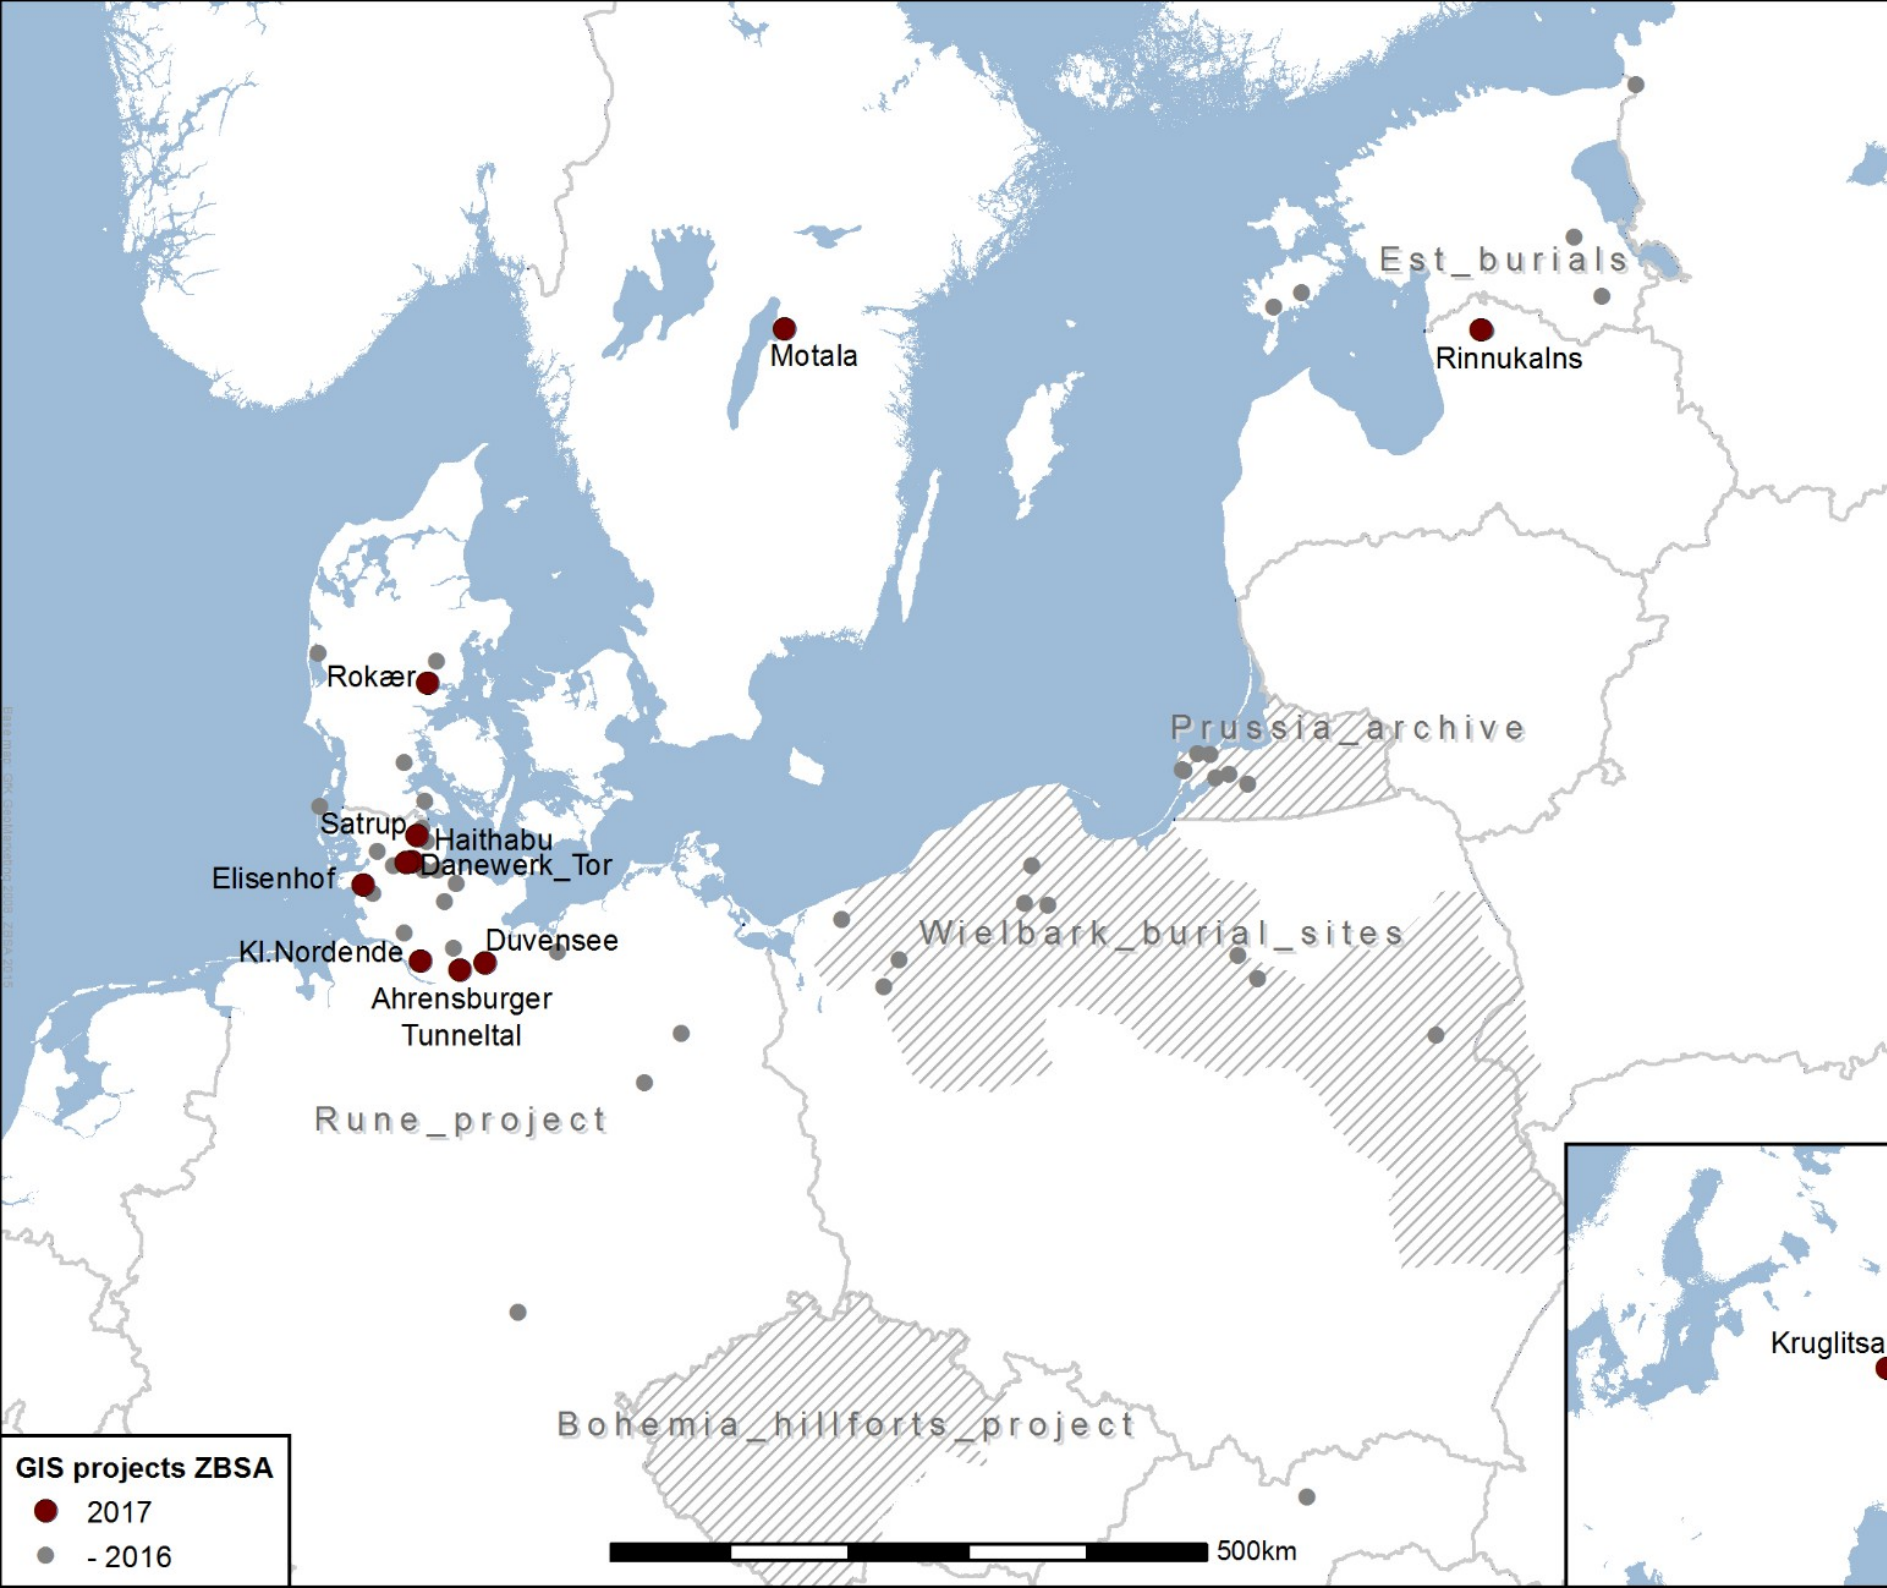 Est_burials
Motala
Rinnukalns
Rokær
Prussia_archive
Satrup
Haithabu
Danewerk_Tor
Elisenhof
Wielbark_burial_sites
Duvensee
Kl.Nordende
Ahrensburger
Tunneltal
Rune_project
Kruglitsa
Bohemia_hillforts_project
GIS projects ZBSA
2017
- 2016
500km